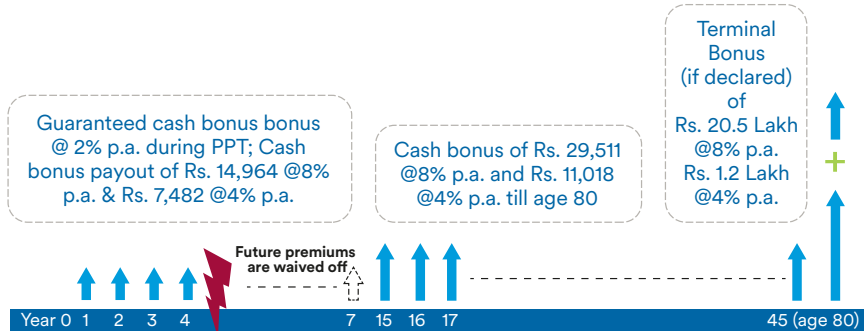 Guaranteed cash bonus bonus
@ 2% p.a. during PPT; Cash
bonus payout of Rs. 14,964 @8%
p.a. & Rs. 7,482 @4% p.a.
Cash bonus of Rs. 29,511
@8% p.a. and Rs. 11,018
@4% p.a. till age 80
Terminal
Bonus
(if declared)
of
Rs. 20.5 Lakh
@8% p.a.
Rs. 1.2 Lakh
@4% p.a.
+
Future premiums
are waived off
Year 0 1 2 3 4 7 15 16 17 45 (age 80)